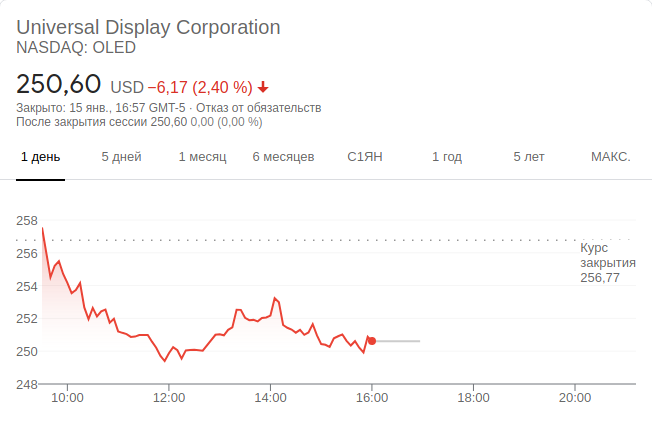 Universal Display Corporation
NASDAQ: OLED
250,60 USD −6,17 (2,40 %)
Закрыто: 15 янв., 16:57 GMT-5 · Отказ от обязательств
После закрытия сессии 250,60 0,00 (0,00 %)
1 день 5 дней 1 месяц 6 месяцев С1ЯН 1 год 5 лет МАКС.
258
256
254
252
250
248
Курс
закрытия
256,77
10:00 12:00 14:00 16:00 18:00 20:00